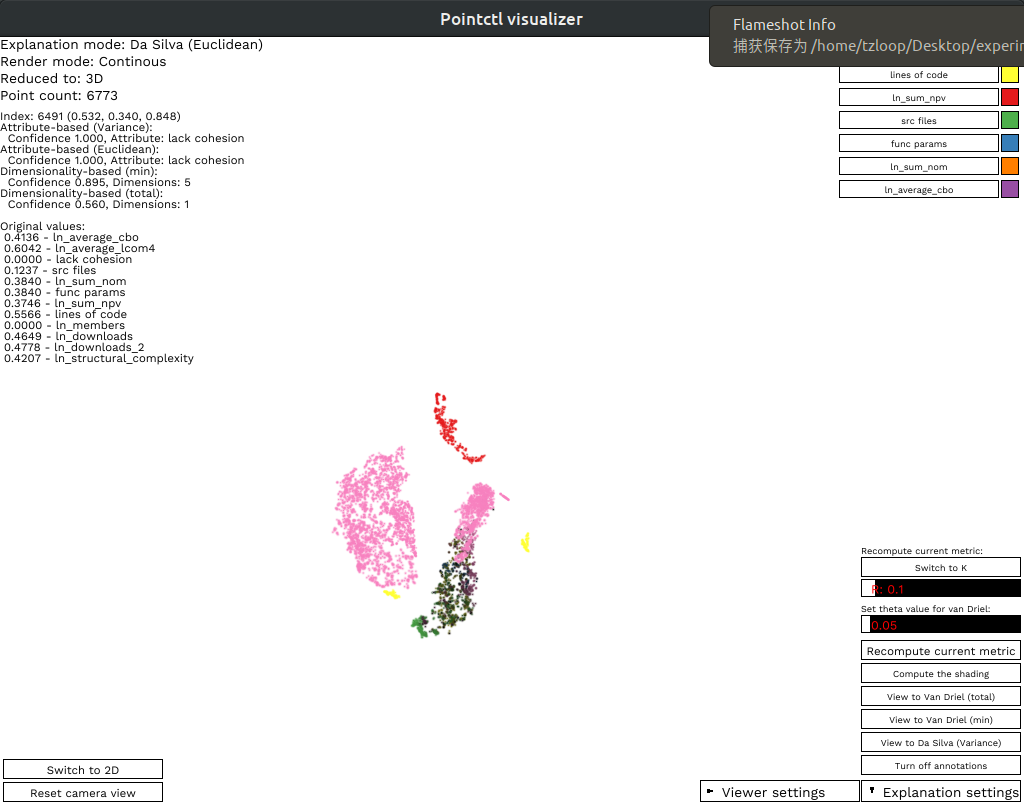 Pointctl visualizer
Flameshot Info
捕获保存为 /home/tzloop/Desktop/experim
Explanation mode: Da Silva (Euclidean)
Render mode: Continous
Reduced to: 3D
Point count: 6773
Index: 6491 (0.532, 0.340, 0.848)
Attribute-based (Variance):
Confidence 1.000, Attribute: lack cohesion
Attribute-based (Euclidean):
Confidence 1.000, Attribute: lack cohesion
Dimensionality-based (min):
Confidence 0.895, Dimensions: 5
Dimensionality-based (total):
Confidence 0.560, Dimensions: 1
Original values:
0.4136 - ln_average_cbo
0.6042 - ln_average_lcom4
0.0000 - lack cohesion
0.1237 - src files
0.3840 - ln_sum_nom
0.3840 - func params
0.3746 - ln_sum_npv
0.5566 - lines of code
0.0000 - ln_members
0.4649 - ln_downloads
0.4778 - ln_downloads_2
0.4207 - ln_structural_complexity
lines of code
ln_sum_npv
src files
func params
ln_sum_nom
ln_average_cbo
Recompute current metric:
Switch to K
R: 0.1
Set theta value for van Driel:
0.05
Recompute current metric
Compute the shading
View to Van Driel (total)
View to Van Driel (min)
View to Da Silva (Variance)
Turn off annotations
Switch to 2D
Reset camera view
Viewer settings
Explanation settings